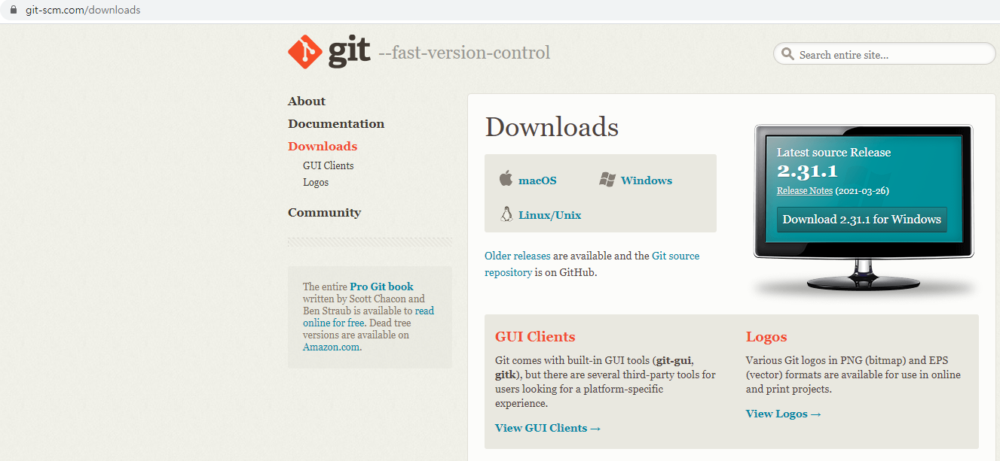 git-scm.com/downloads
git --fast-version-control
Search entire site...
About
Documentation
Downloads
GUI Clients
Logos
Community
The entire Pro Git book
written by Scott Chacon and
Ben Straub is available to read
online for free. Dead tree
versions are available on
Amazon.com.
Downloads
macOS
Windows
Linux/Unix
Older releases are available and the Git source
repository is on GitHub.
Latest source Release
2.31.1
Release Notes (2021-03-26)
Download 2.31.1 for Windows
GUI Clients
Git comes with built-in GUI tools (git-gui,
gitk), but there are several third-party tools for
users looking for a platform-specific
experience.
View GUI Clients →
Logos
Various Git logos in PNG (bitmap) and EPS
(vector) formats are available for use in online
and print projects.
View Logos →